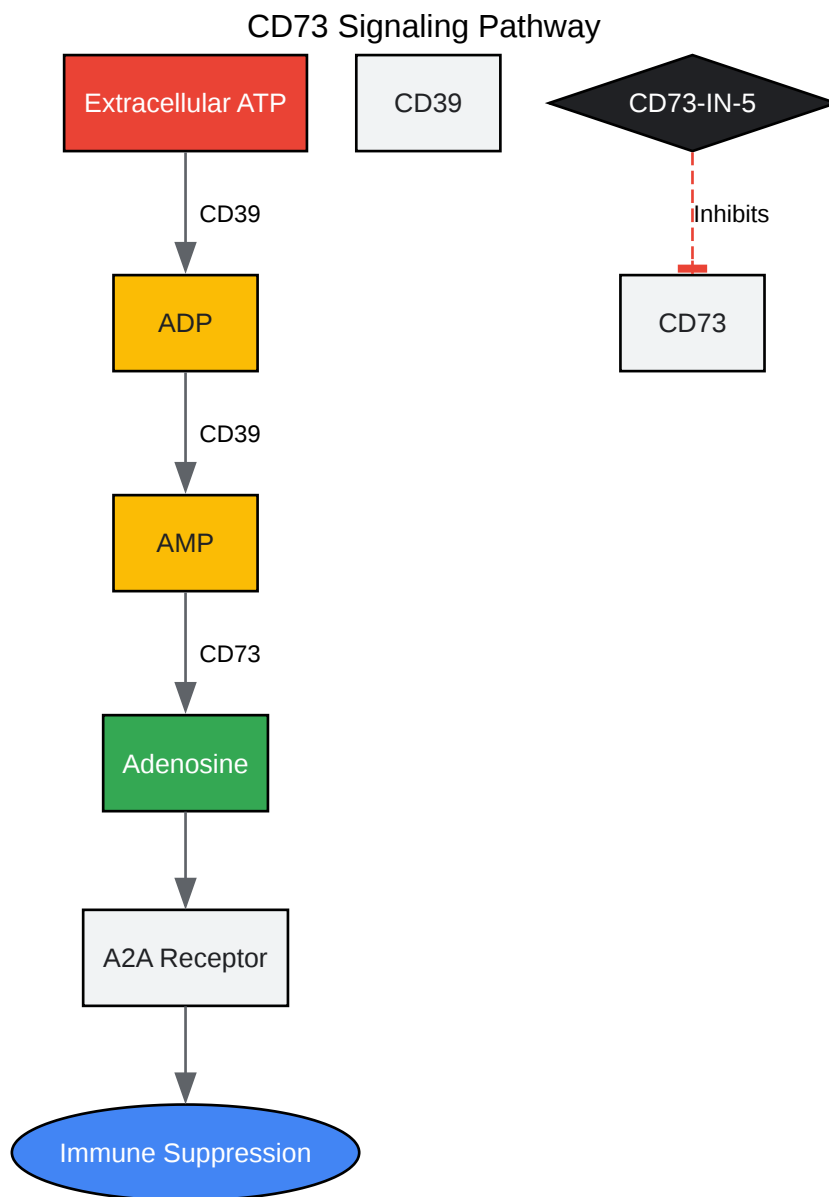 CD73 Signaling Pathway
Extracellular ATP
CD39
CD73-IN-5
CD39
Inhibits
ADP
CD73
CD39
AMP
CD73
Adenosine
A2A Receptor
Immune Suppression